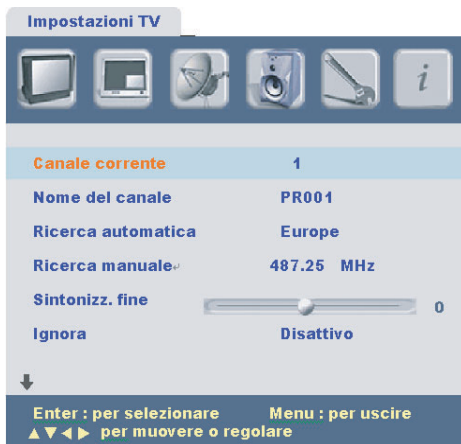 Impostazioni TV
i
Canale corrente 1
Nome del canale PR001
Ricerca automatica Europe
Ricerca manuale↵ 487.25 MHz
Sintonizz. fine 0
Ignora Disattivo
Enter : per selezionare Menu : per uscire
▲▼◀▶ per muovere o regolare